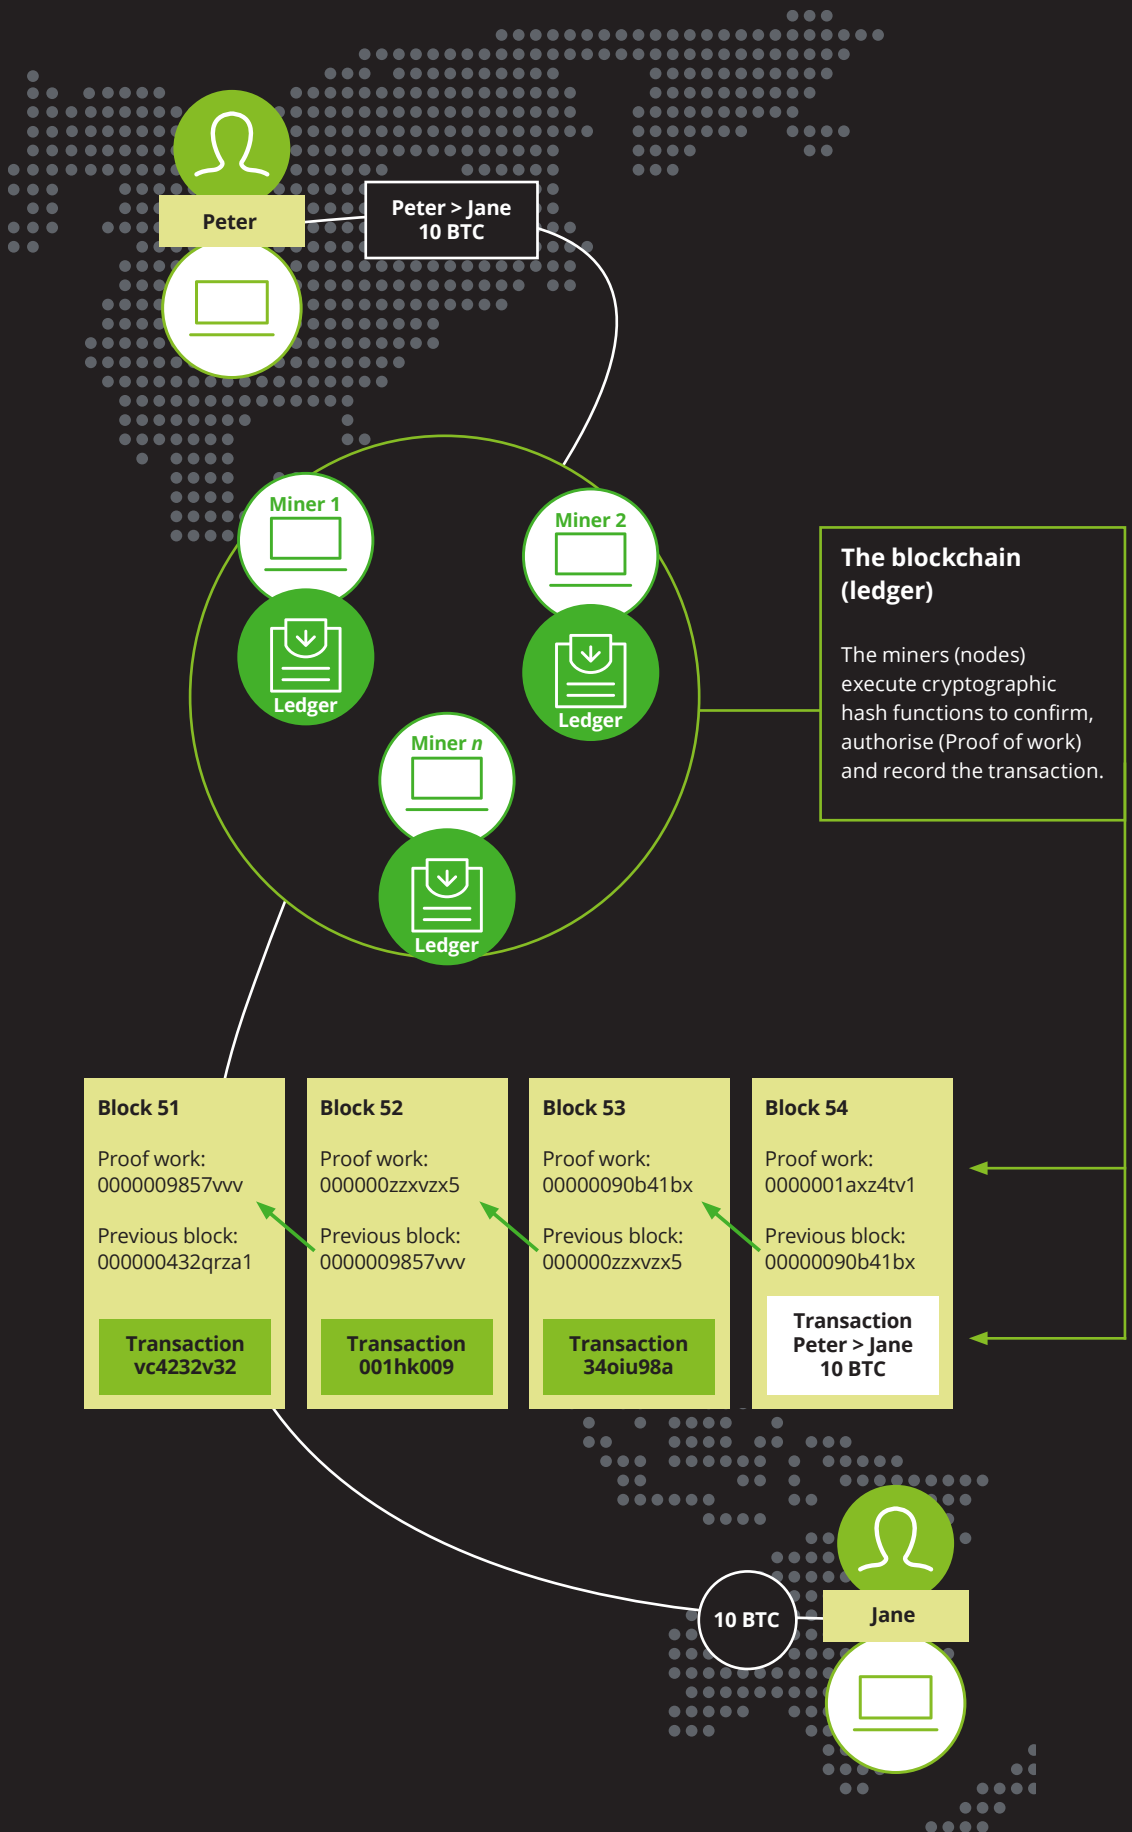 Peter
Peter > Jane
10 BTC
Miner 1
Ledger
Miner 2
Ledger
Miner n
Ledger
The blockchain
(ledger)
The miners (nodes)
execute cryptographic
hash functions to confirm,
authorise (Proof of work)
and record the transaction.
Block 51
Proof work:
0000009857vvv
Previous block:
000000432qrza1
Transaction
vc4232v32
Block 52
Proof work:
000000zzxvzx5
Previous block:
0000009857vvv
Transaction
001hk009
Block 53
Proof work:
00000090b41bx
Previous block:
000000zzxvzx5
Transaction
34oiu98a
Block 54
Proof work:
0000001axz4tv1
Previous block:
00000090b41bx
Transaction
Peter > Jane
10 BTC
10 BTC
Jane